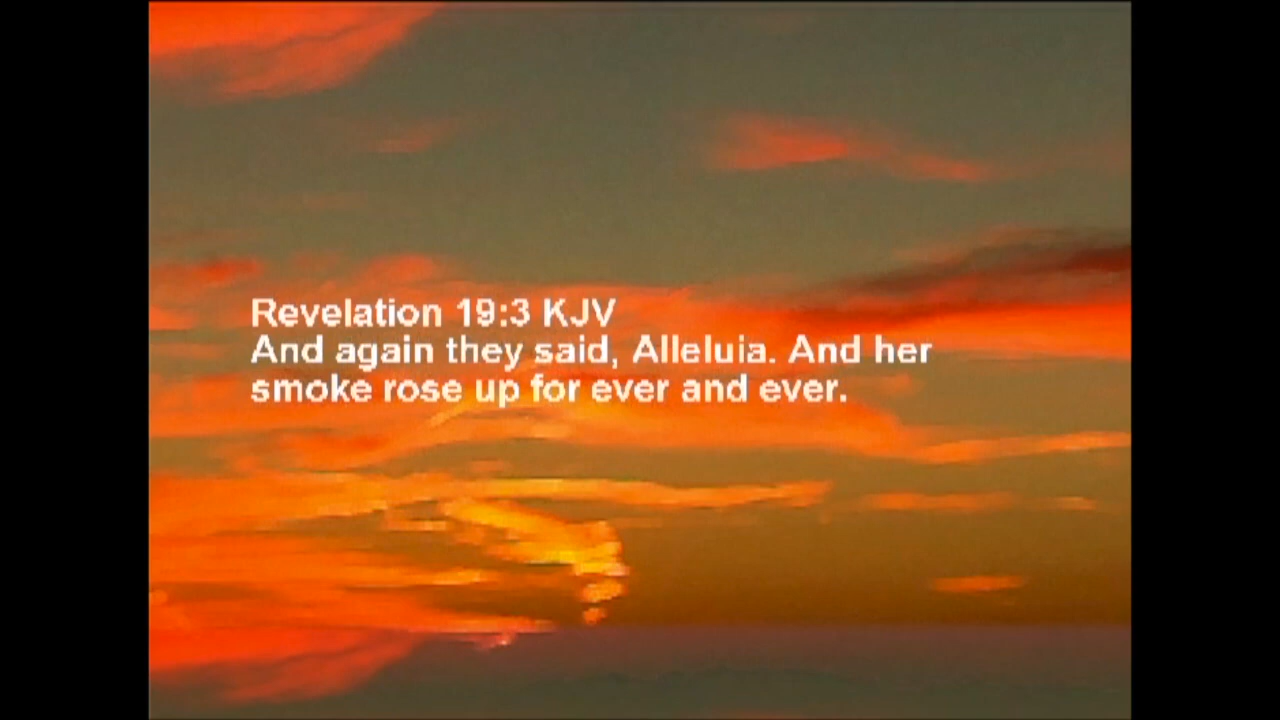 Revelation 19:3 KJV
And again they said, Alleluia. And her
smoke rose up for ever and ever.